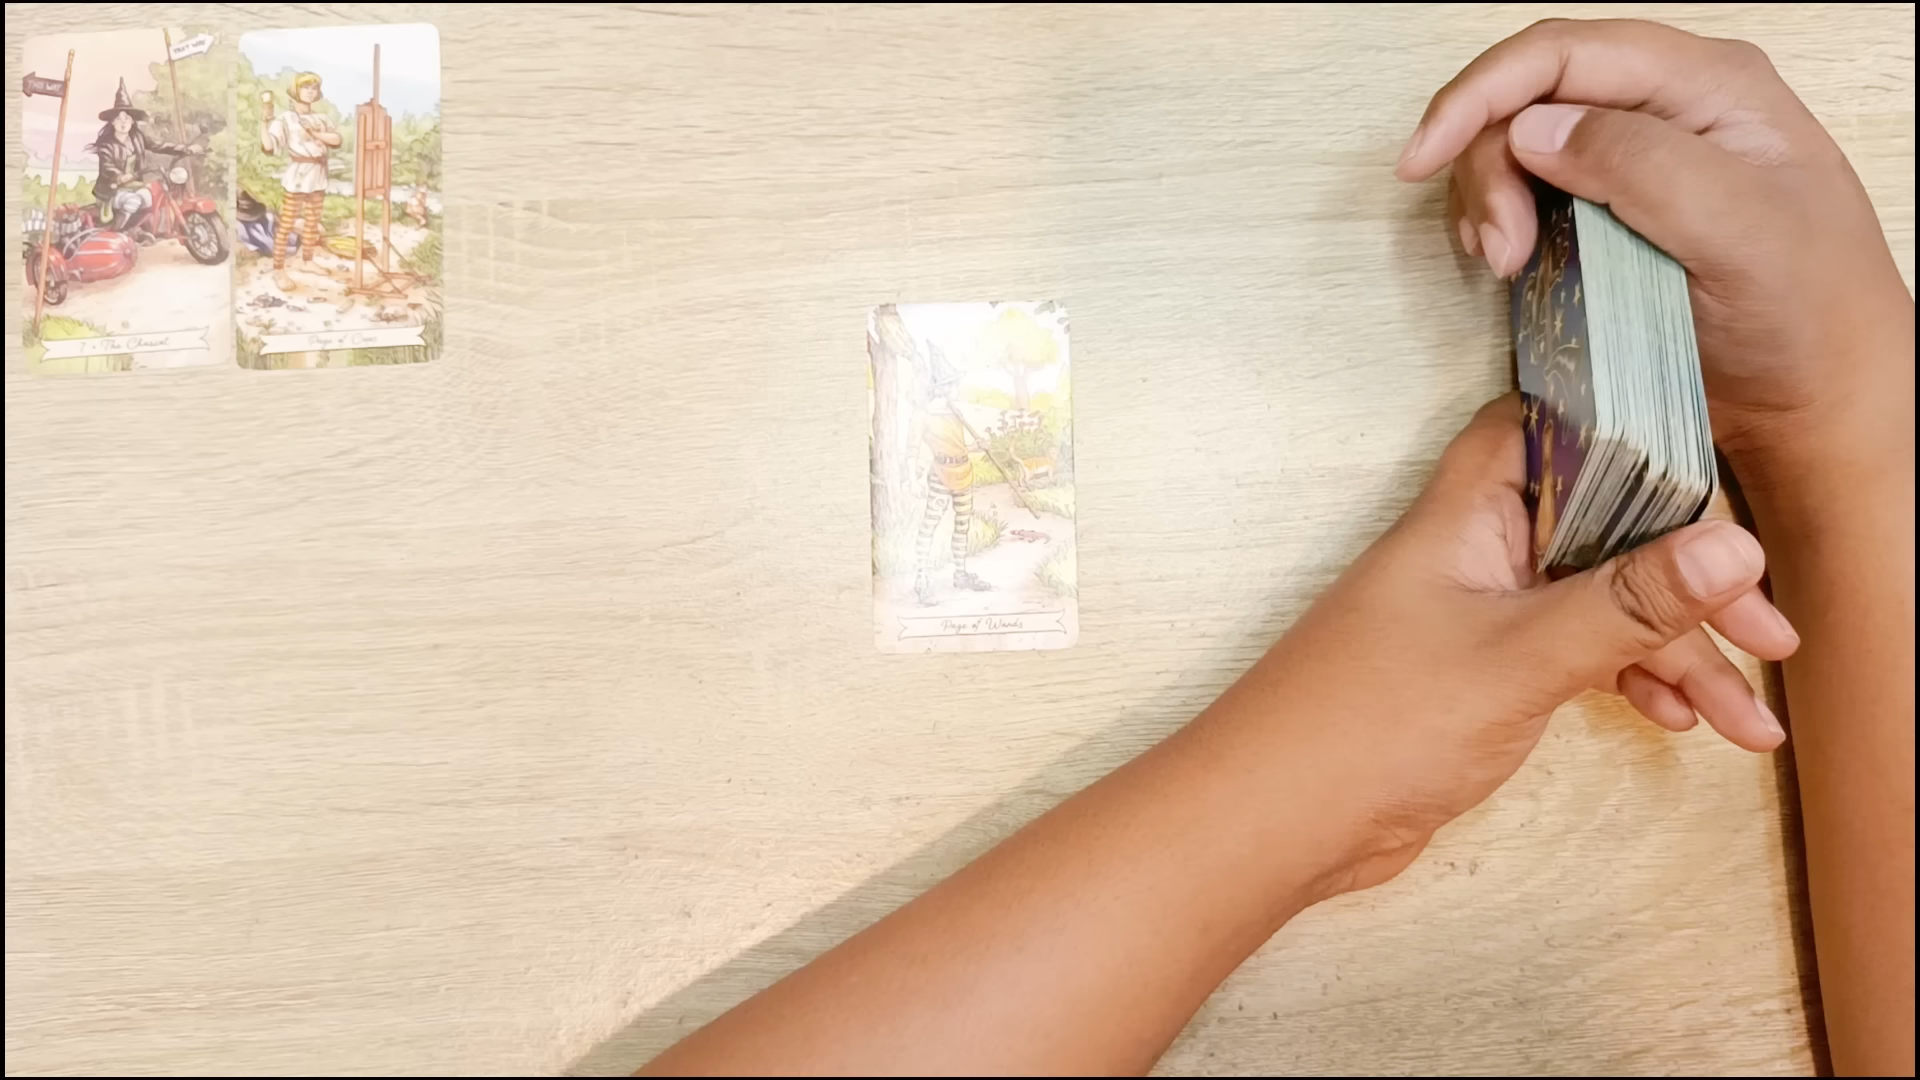 THIS WAY
THAT WAY
7 • The Chariot
Page of Cups
Page of Wands